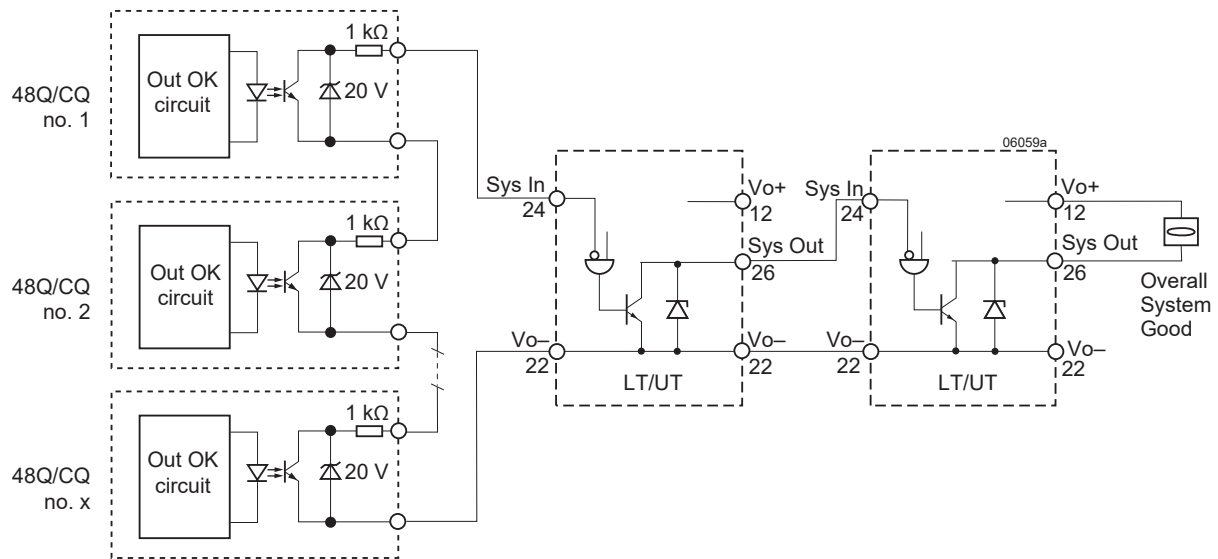 48Q/CQ
no. 1
Out OK
circuit
1 kΩ
20 V
48Q/CQ
no. 2
Out OK
circuit
1 kΩ
20 V
48Q/CQ
no. x
Out OK
circuit
1 kΩ
20 V
Sys In
24
Vo+
12
Sys Out
26
Vo–
22
Vo–
22
LT/UT
06059a
Sys In
24
Vo+
12
Sys Out
26
Vo–
22
Vo–
22
LT/UT
Overall
System
Good